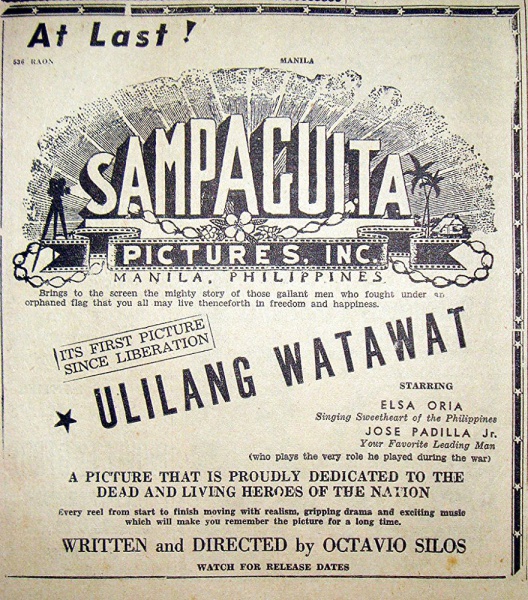 At Last!
536 RAON MANILA
SAMPAGUITA
PICTURES, INC.
MANILA, PHILIPPINES
Brings to the screen the mighty story of those gallant men who fought under an
orphaned flag that you all may live thenceforth in freedom and happiness.
ITS FIRST PICTURE
SINCE LIBERATION
ULILANG WATAWAT
STARRING
ELSA ORIA
Singing Sweetheart of the Philippines
JOSE PADILLA Jr.
Your Favorite Leading Man
(who plays the very role he played during the war)
A PICTURE THAT IS PROUDLY DEDICATED TO THE
DEAD AND LIVING HEROES OF THE NATION
Every reel from start to finish moving with realism, gripping drama and exciting music
which will make you remember the picture for a long time.
WRITTEN and DIRECTED by OCTAVIO SILOS
WATCH FOR RELEASE DATES